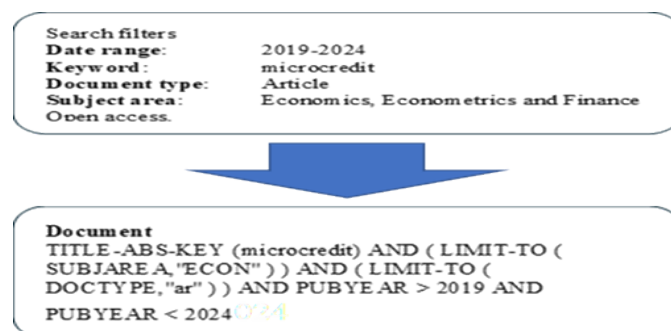 Search filters
Date range: 2019-2024
Keyword: microcredit
Document type: Article
Subject area: Economics, Econometrics and Finance
Open access.
Document
TITLE-ABS-KEY (microcredit) AND ( LIMIT-TO (
SUBJAREA,"ECON" ) ) AND ( LIMIT-TO (
DOCTYPE,"ar" ) ) AND PUBYEAR > 2019 AND
PUBYEAR < 2024